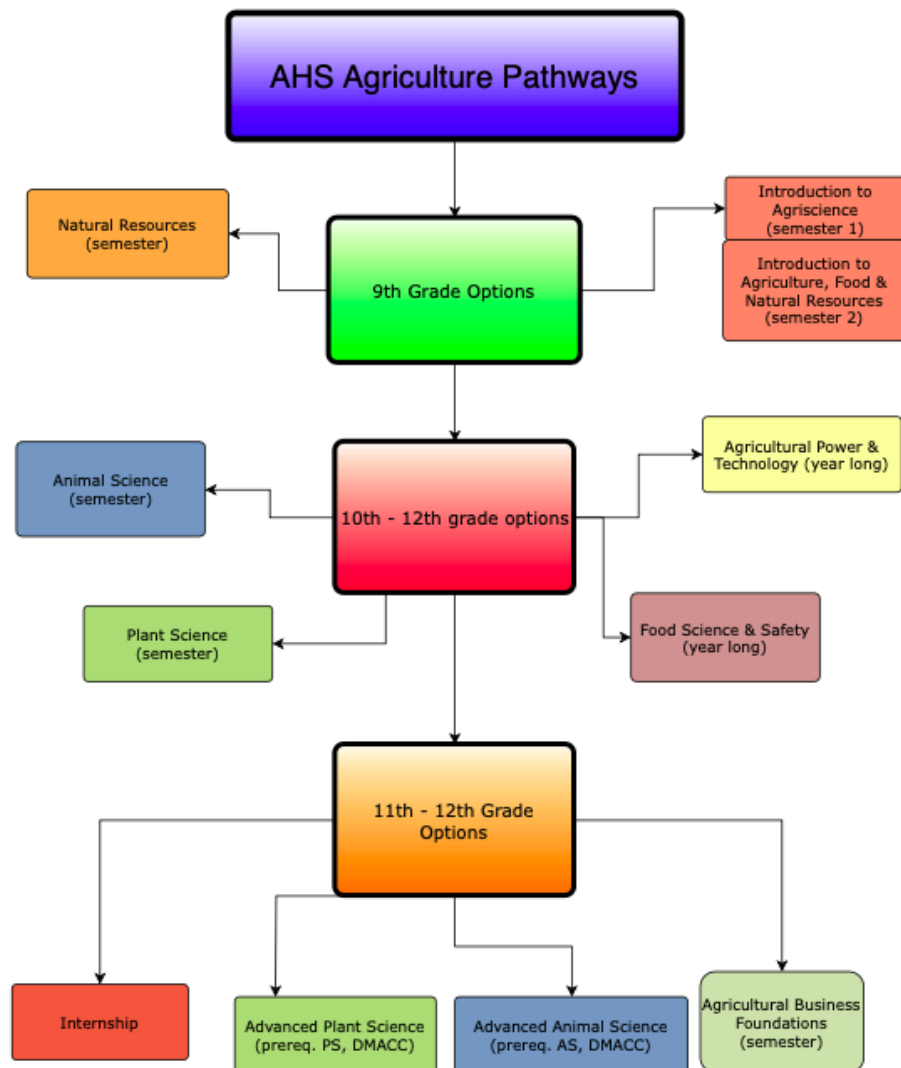 AHS Agriculture Pathways
Natural Resources
(semester)
9th Grade Options
Introduction to
Agriscience
(semester 1)
Introduction to
Agriculture, Food &
Natural Resources
(semester 2)
Animal Science
(semester)
10th - 12th grade options
Agricultural Power &
Technology (year long)
Plant Science
(semester)
Food Science & Safety
(year long)
11th - 12th Grade
Options
Internship
Advanced Plant Science
(prereq. PS, DMACC)
Advanced Animal Science
(prereq. AS, DMACC)
Agricultural Business
Foundations
(semester)